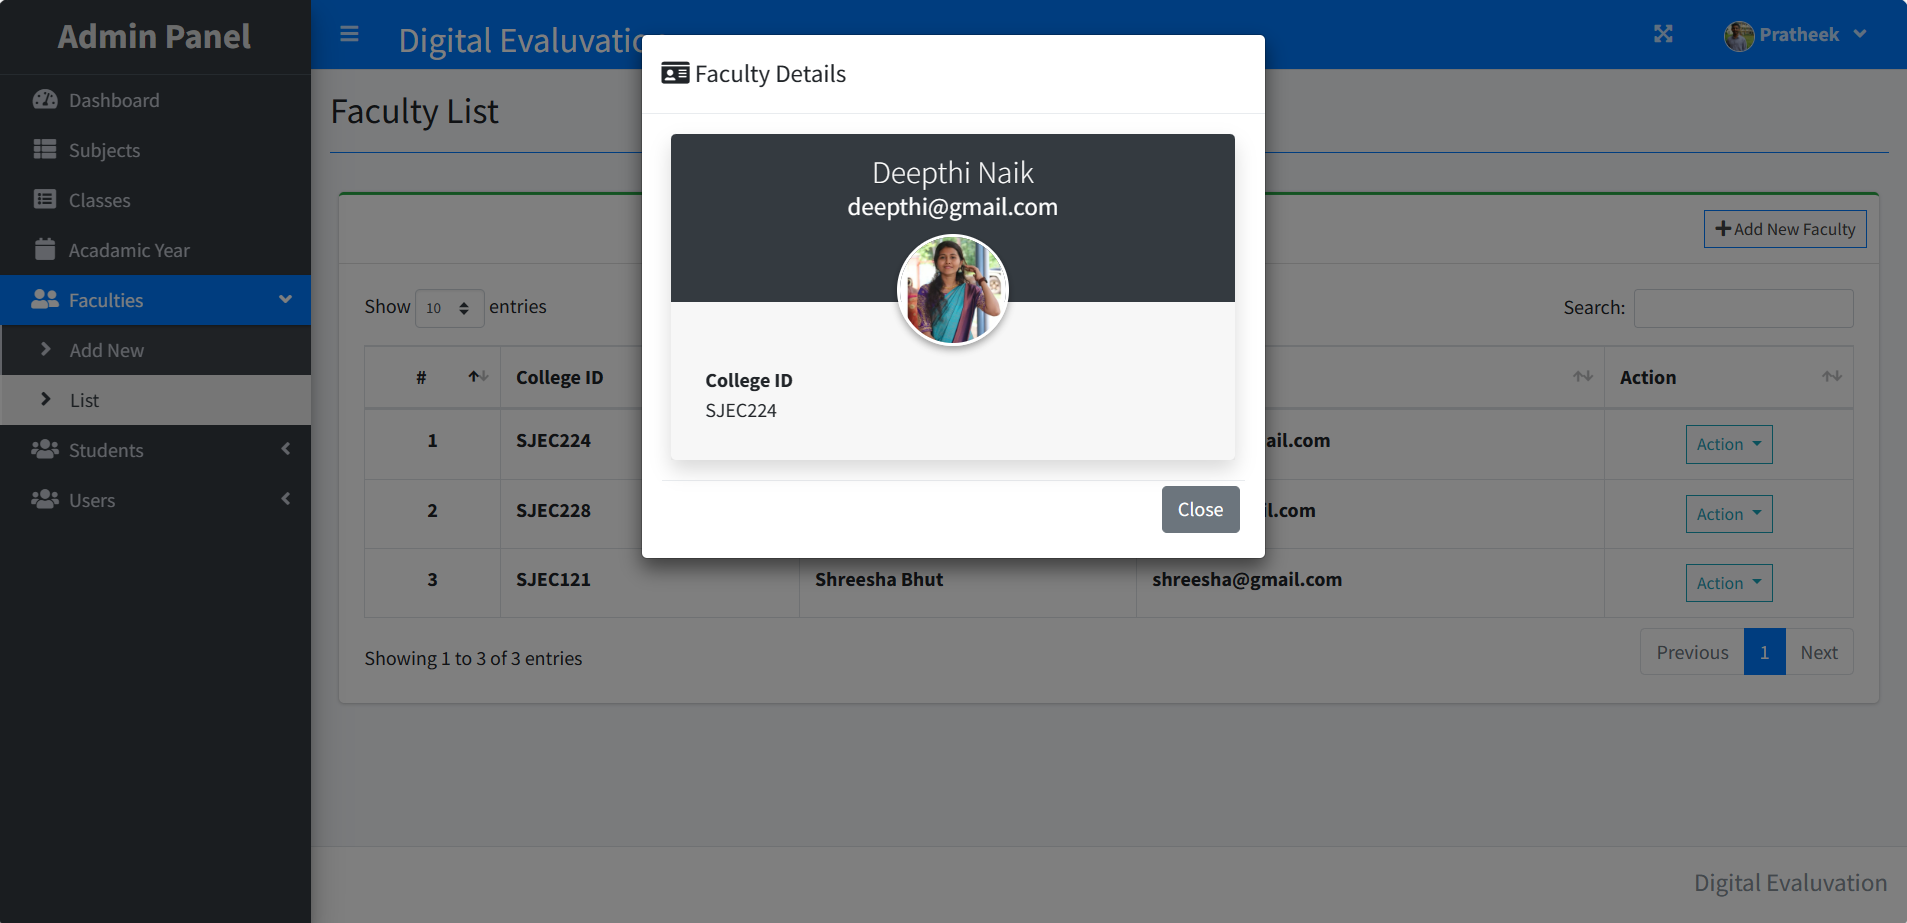 Admin Panel
Digital Evaluvatio
Pratheek
Dashboard
Subjects
Classes
Acadamic Year
Faculties
Add New
List
Students
Users
Faculty List
Add New Faculty
Show 10 entries
Search:
# College ID Action
1 SJEC224 ail.com Action
2 SJEC228 il.com Action
3 SJEC121 Shreesha Bhut shreesha@gmail.com Action
Showing 1 to 3 of 3 entries
Previous 1 Next
Faculty Details
Deepthi Naik
deepthi@gmail.com
College ID
SJEC224
Close
Digital Evaluvation